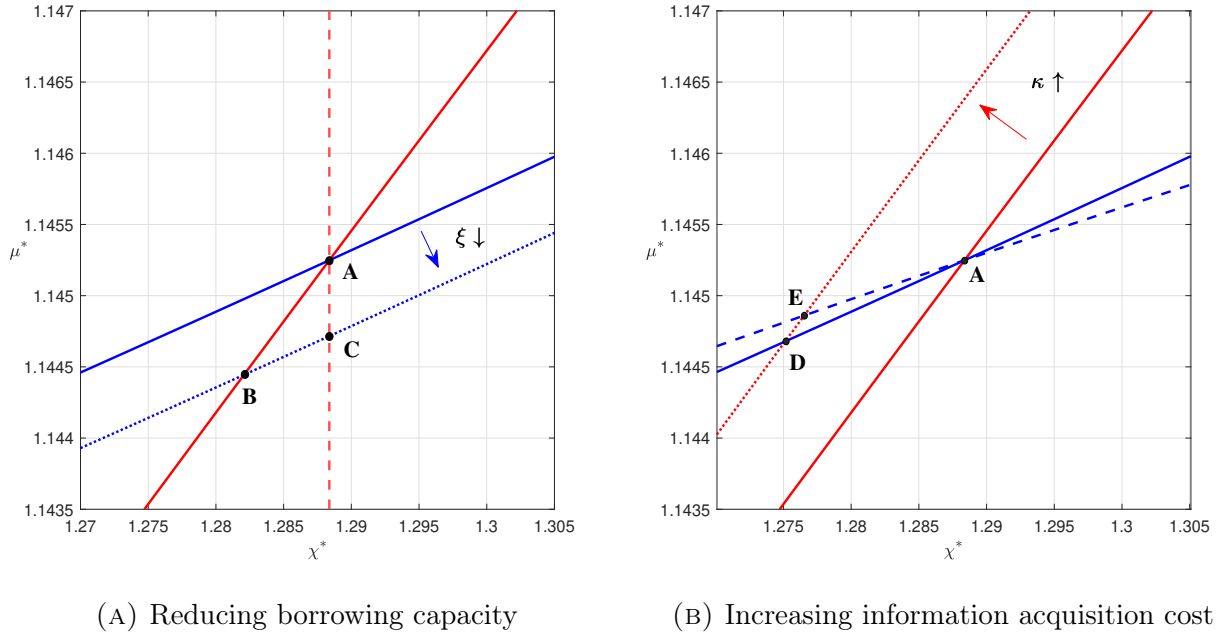 1.147
1.1465
1.146
1.1455
1.145
1.1445
1.144
1.1435
μ*
ξ ↓
A
C
B
1.27 1.275 1.28 1.285 1.29 1.295 1.3 1.305
χ*
(A) Reducing borrowing capacity
1.147
1.1465
1.146
1.1455
1.145
1.1445
1.144
1.1435
μ*
κ ↑
A
E
D
1.275 1.28 1.285 1.29 1.295 1.3 1.305
χ*
(B) Increasing information acquisition cost